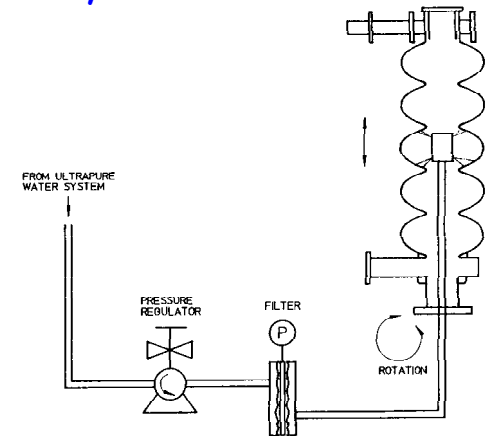 FROM ULTRAPURE
WATER SYSTEM
PRESSURE
REGULATOR
FILTER
P
ROTATION